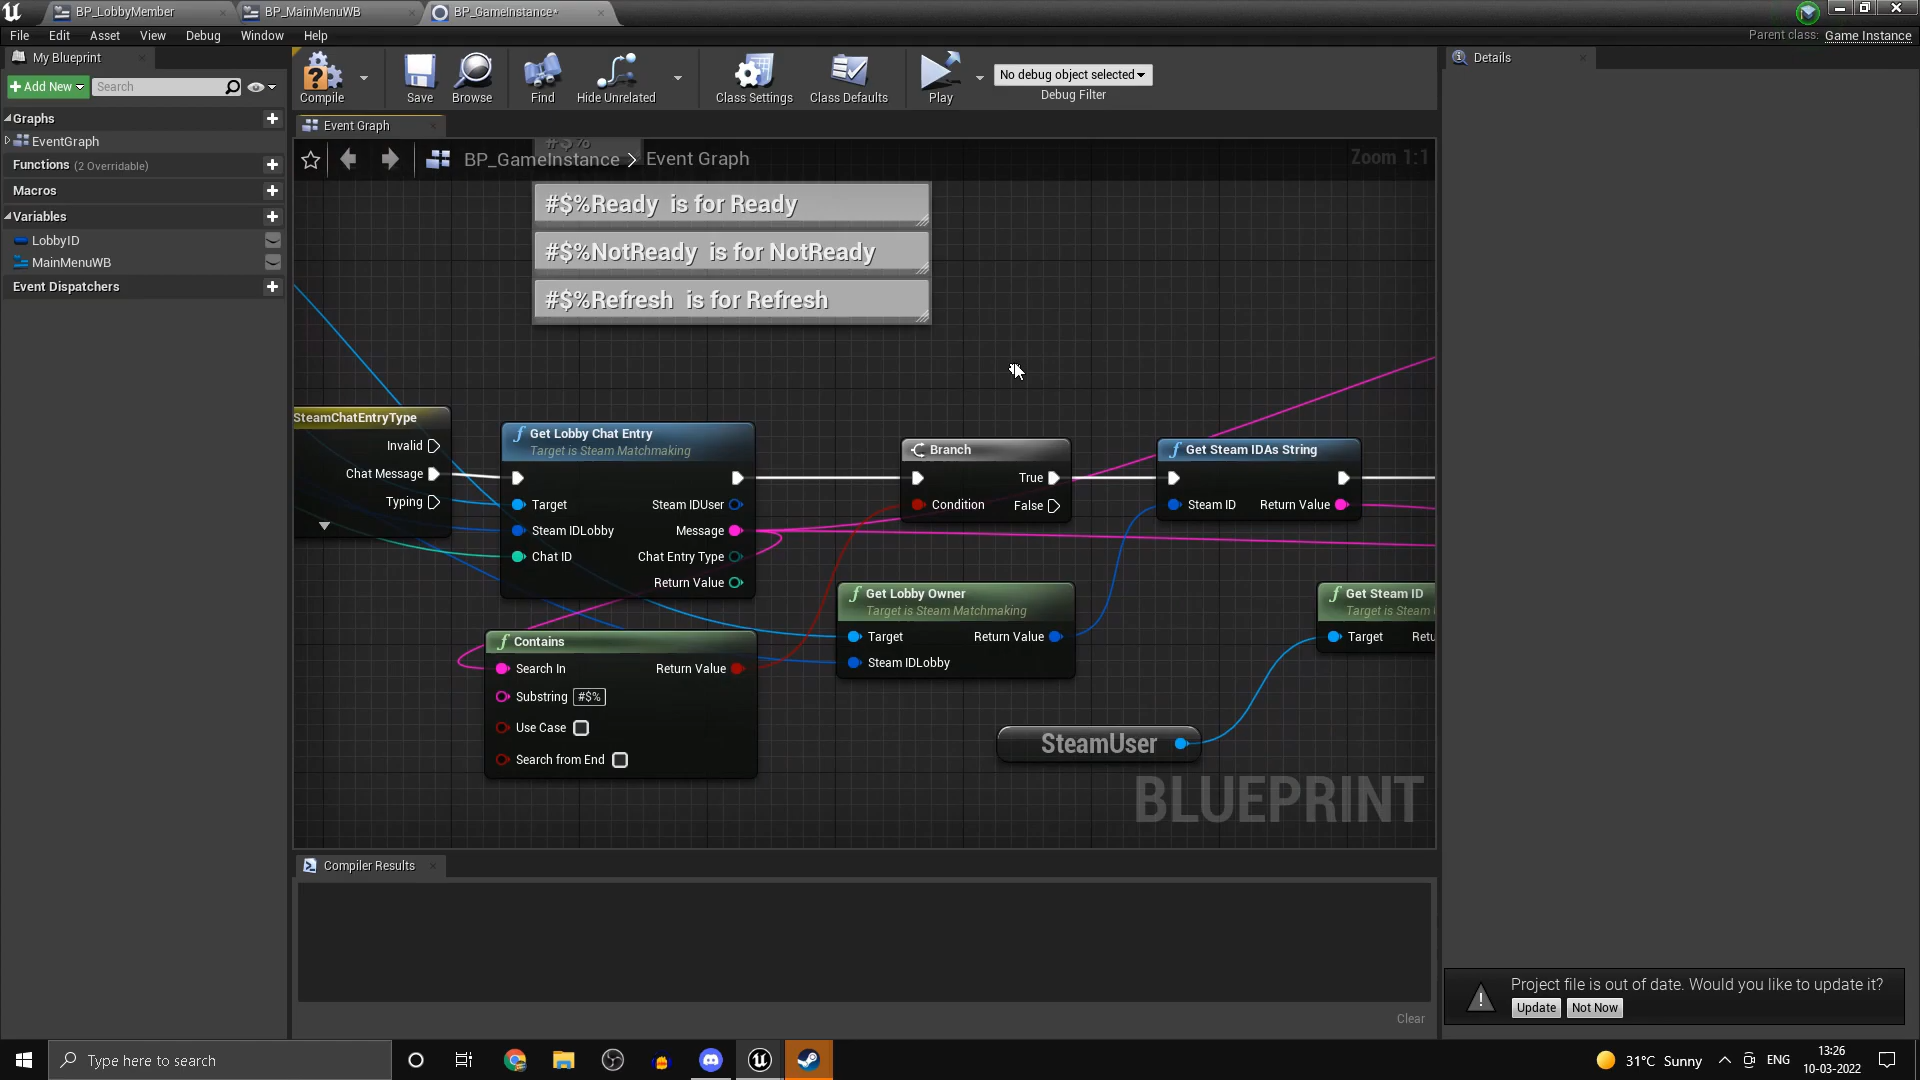 BP_LobbyMember
BP_MainMenuWB
BP_GameInstance*
File
Edit
Asset
View
Debug
Window
Help
Parent class: Game Instance
My Blueprint
Add New
Search
Graphs
EventGraph
Functions (2 Overridable)
Macros
Variables
LobbyID
MainMenuWB
Event Dispatchers
Compile
Save
Browse
Find
Hide Unrelated
Class Settings
Class Defaults
Play
No debug object selected
Debug Filter
Event Graph
BP_GameInstance > Event Graph
Zoom 1:1
#$%
#$%Ready is for Ready
#$%NotReady is for NotReady
#$%Refresh is for Refresh
SteamChatEntryType
Invalid
Chat Message
Typing
f Get Lobby Chat Entry
Target is Steam Matchmaking
Target
Steam IDUser
Steam IDLobby
Message
Chat ID
Chat Entry Type
Return Value
Branch
True
Condition
False
f Get Steam IDAs String
Steam ID
Return Value
f Get Lobby Owner
Target is Steam Matchmaking
Target
Return Value
Steam IDLobby
f Get Steam ID
Target is Steam
Target
Retu
f Contains
Search In
Return Value
Substring #$%
Use Case
Search from End
SteamUser
BLUEPRINT
Compiler Results
Clear
Details
Project file is out of date. Would you like to update it?
Update
Not Now
Type here to search
31°C Sunny
ENG
13:26
10-03-2022